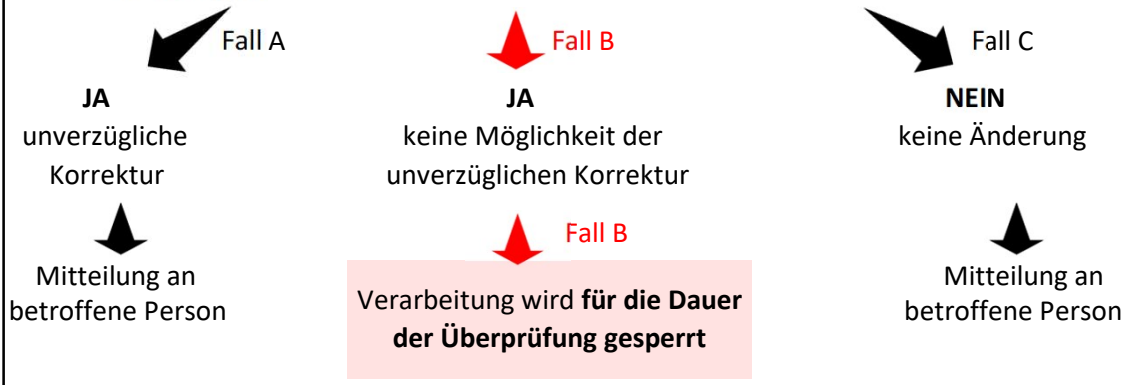 Fall A
Fall B
Fall C
JA
unverzügliche
Korrektur
JA
keine Möglichkeit der
unverzüglichen Korrektur
NEIN
keine Änderung
Fall B
Mitteilung an
betroffene Person
Verarbeitung wird für die Dauer
der Überprüfung gesperrt
Mitteilung an
betroffene Person